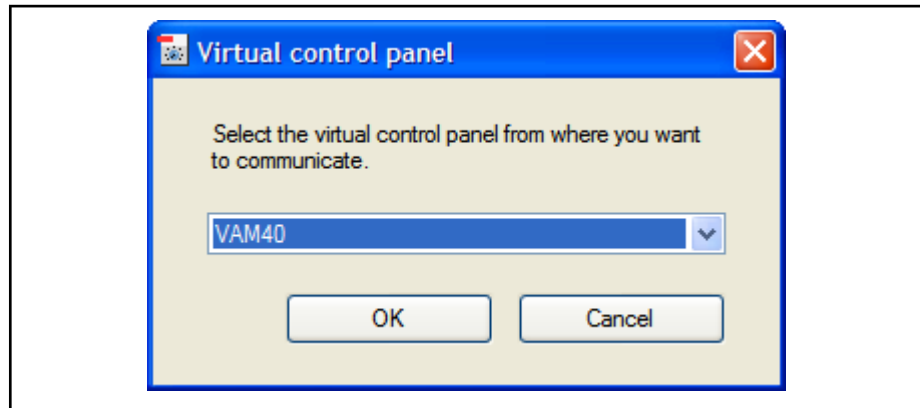 Virtual control panel
Select the virtual control panel from where you want
to communicate.
VAM40
OK
Cancel